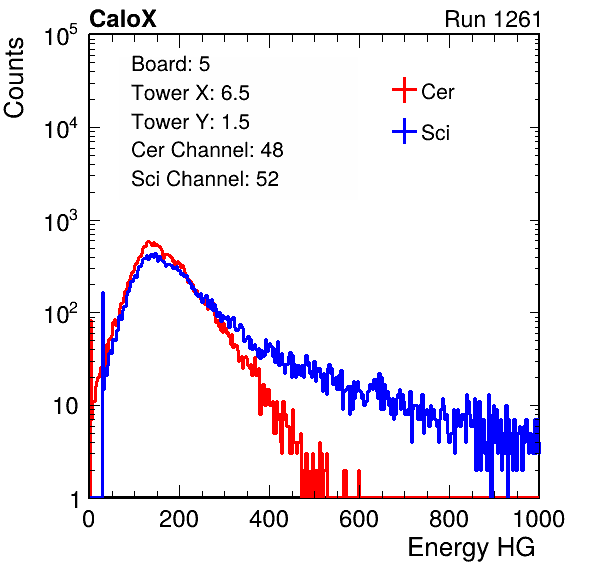 CaloX Run 1261
Counts
Board: 5
Tower X: 6.5
Tower Y: 1.5
Cer Channel: 48
Sci Channel: 52
Cer
Sci
10^5
10^4
10^3
10^2
10
1
0 200 400 600 800 1000
Energy HG